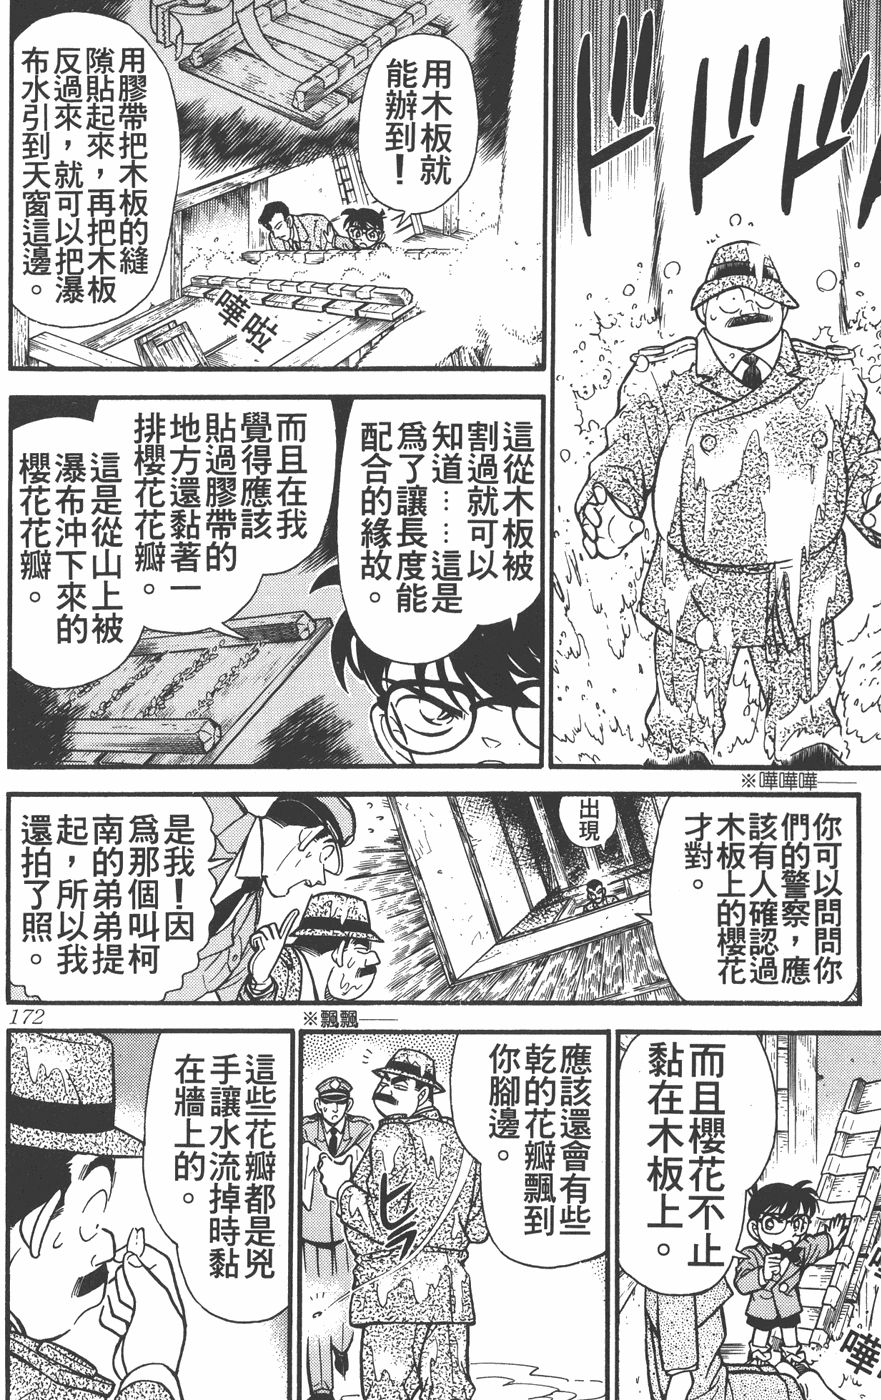 ドドド
※嘩嘩嘩——
用木板就
能辦到！
用膠帶把木板的縫
隙貼起來，再把木板
反過來，就可以把瀑
布水引到天窗這邊。
嘩啦
這從木板被
割過就可以
知道……這是
為了讓長度能
配合的緣故。
而且在我
覺得應該
貼過膠帶的
地方還黏著一
排櫻花花瓣。
這是從山上被
瀑布沖下來的
櫻花花瓣。
你可以問問你
們的警察，應
該有人確認過
木板上的櫻花
才對。
出現
是我！因
為那個叫柯
南的弟弟提
起，所以我
還拍了照。
172
而且櫻花不止
黏在木板上。
嘩
※飄飄——
應該還會有些
乾的花瓣飄到
你腳邊。
ヒラ
這些花瓣都是兇
手讓水流掉時黏
在牆上的。